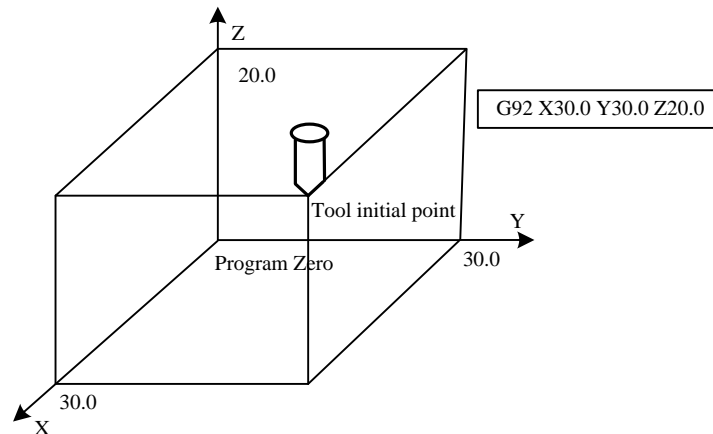 Z
20.0
G92 X30.0 Y30.0 Z20.0
Tool initial point
Y
Program Zero
30.0
30.0
X